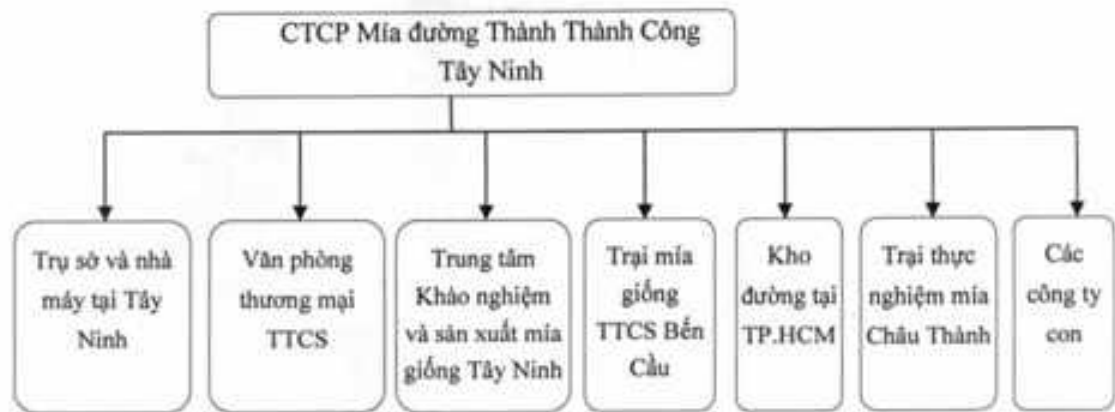 CTCP Mía đường Thành Thành Công
Tây Ninh
Trụ sở và nhà
máy tại Tây
Ninh
Văn phòng
thương mại
TTCS
Trung tâm
Khảo nghiệm
và sản xuất mía
giống Tây Ninh
Trại mía
giống
TTCS Bến
Cầu
Kho
đường tại
TP.HCM
Trại thực
nghiệm mía
Châu Thành
Các
công ty
con